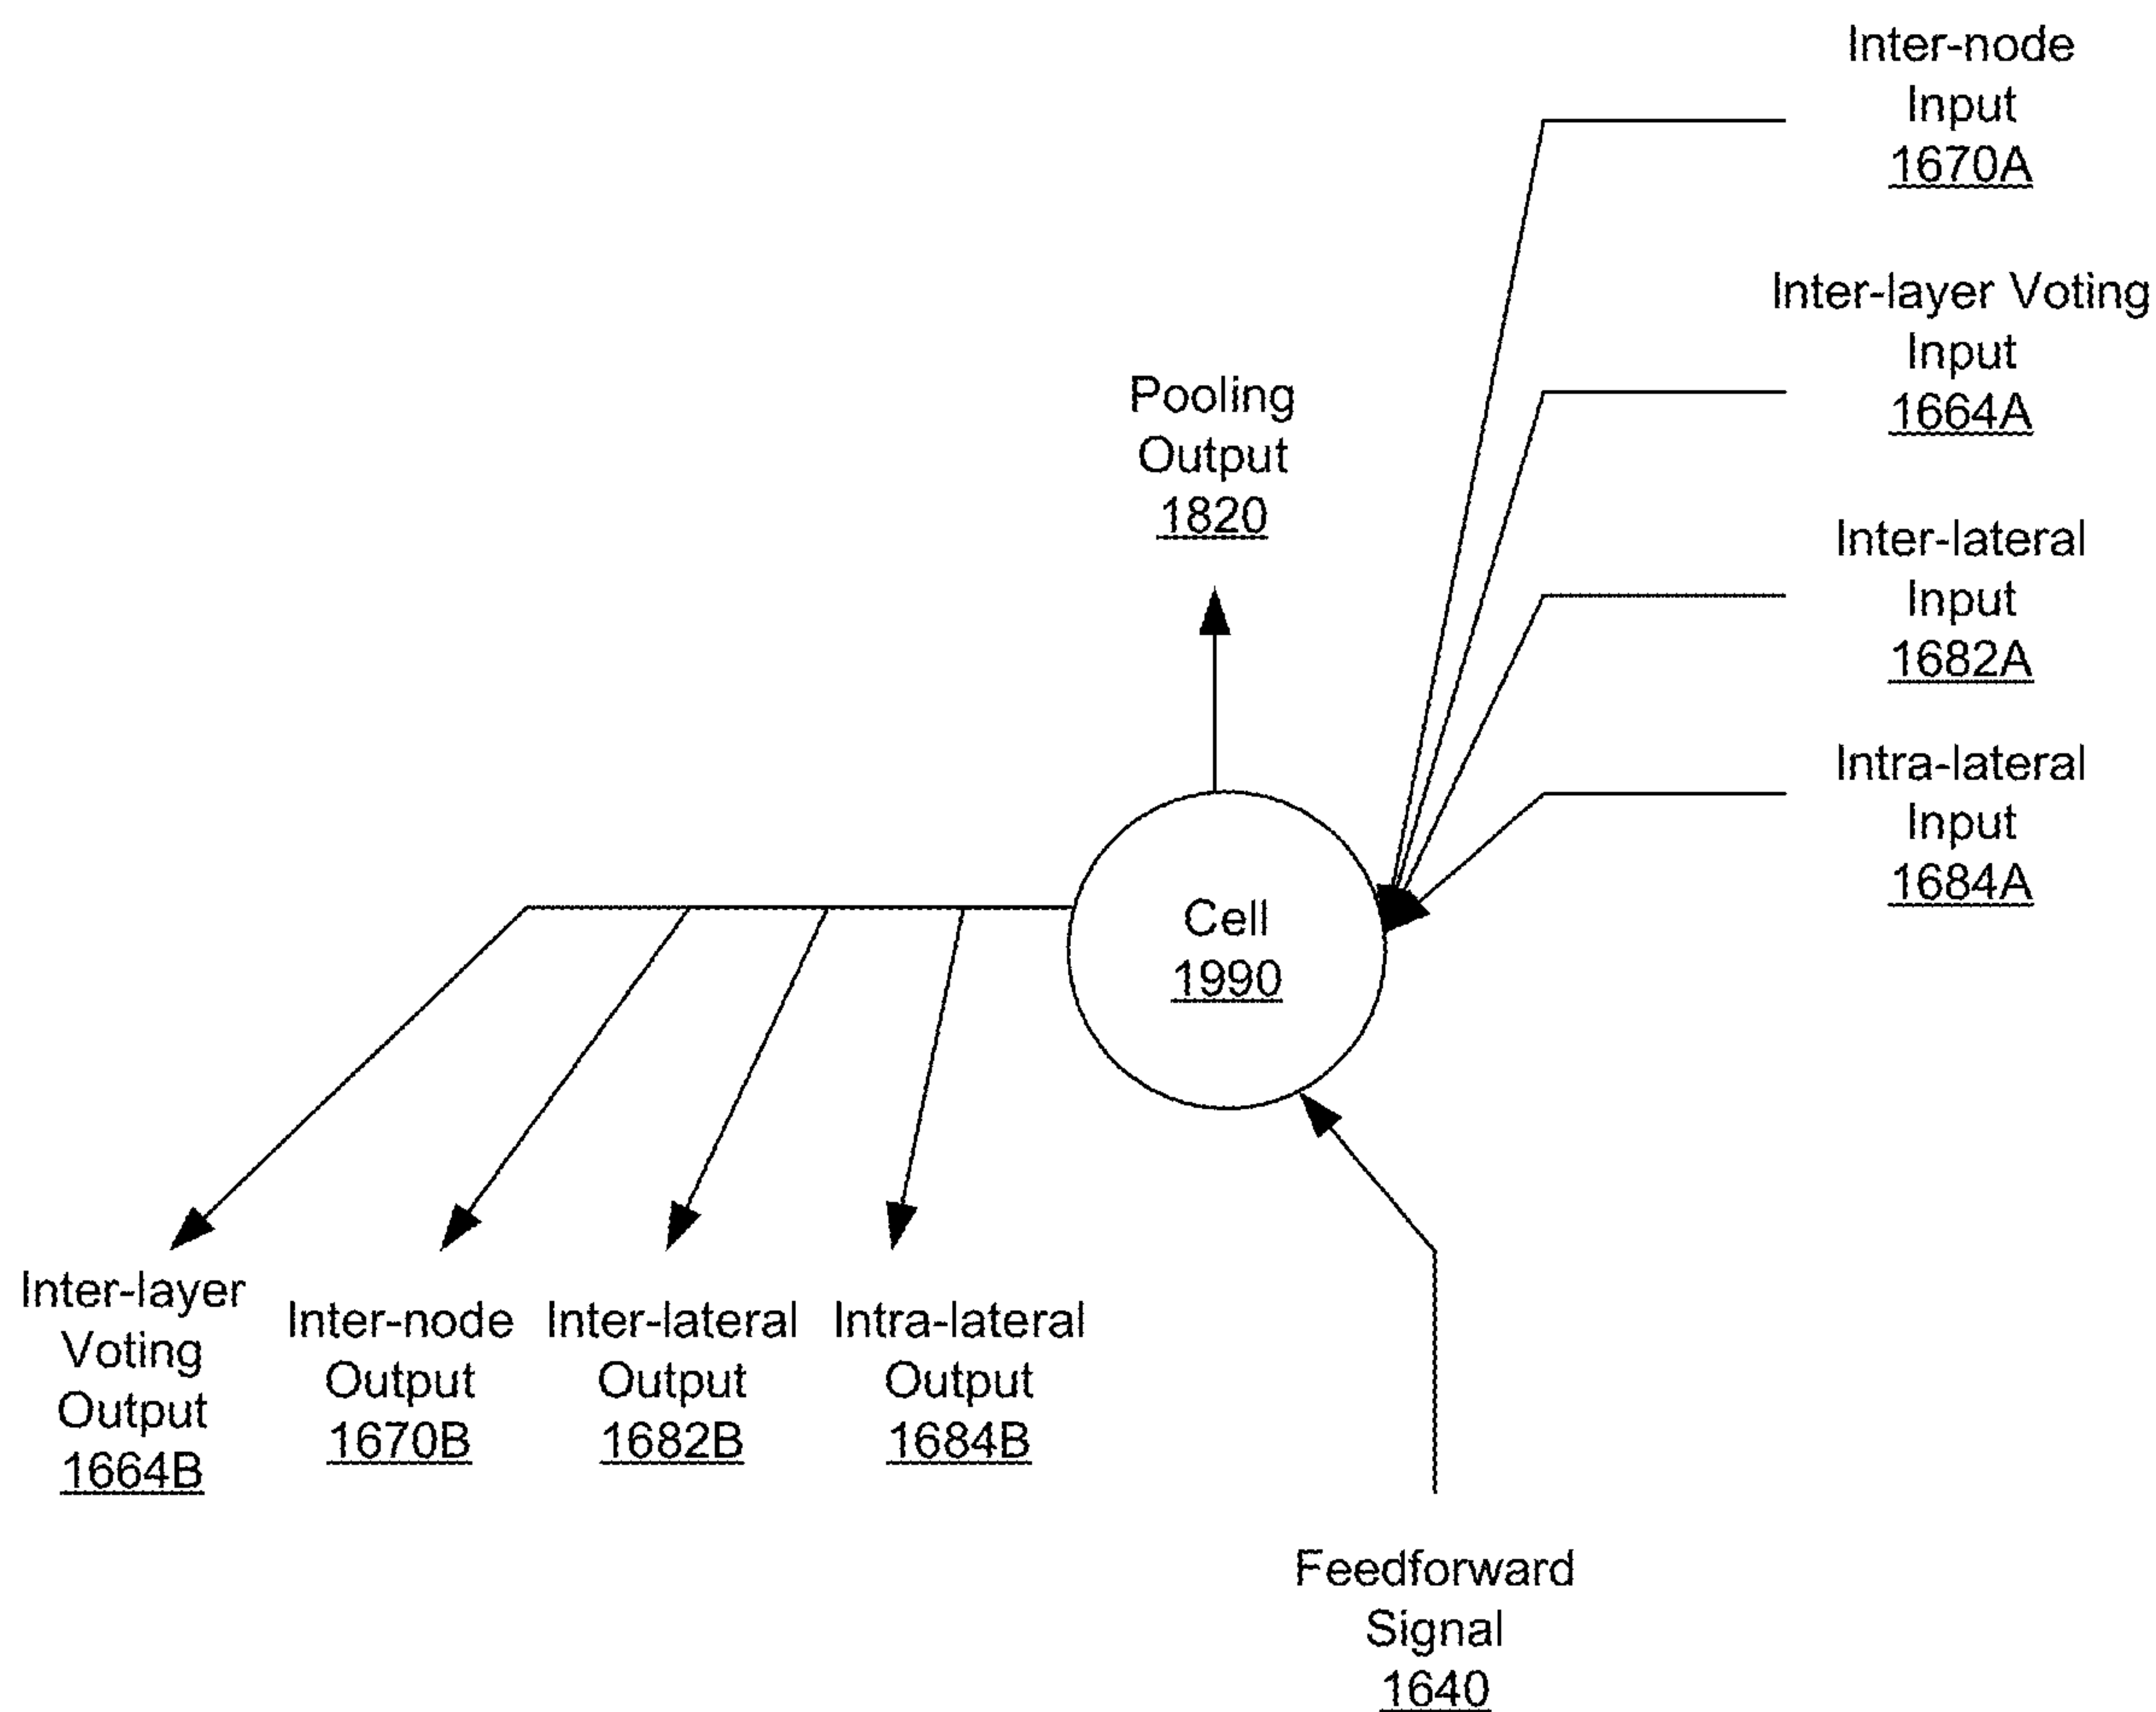 Inter-node
Input
1670A
Inter-layer Voting
Input
1664A
Pooling
Output
1820
Inter-lateral
Input
1682A
Intra-lateral
Input
1684A
Cell
1990
Inter-layer
Voting
Output
1664B
Inter-node
Output
1670B
Inter-lateral
Output
1682B
Intra-lateral
Output
1684B
Feedforward
Signal
1640